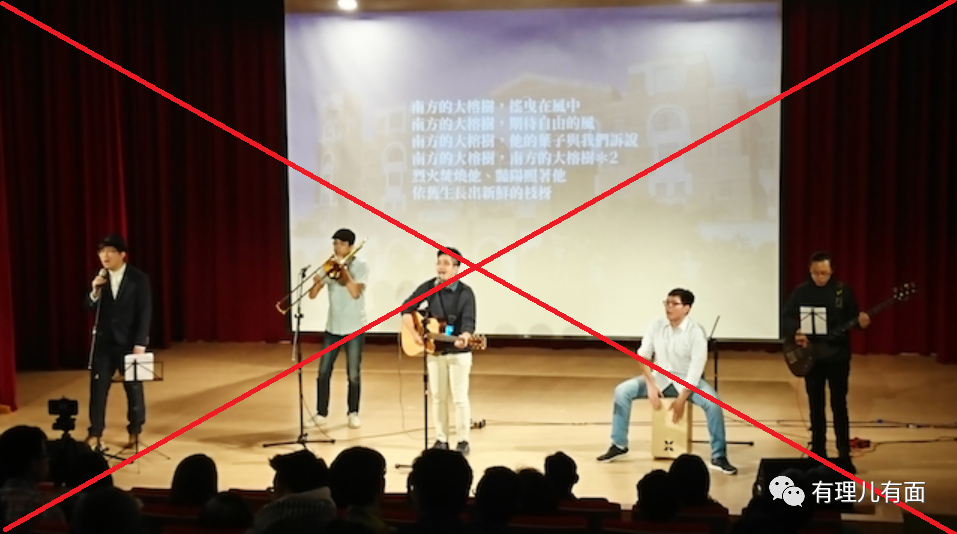 南方的大榕樹，搖曳在風中
南方的大榕樹，期待自由的風
南方的大榕樹，他的葉子與我們訴說
南方的大榕樹，南方的大榕樹*2
烈火焚燒他、豔陽照著他
依舊生長出新鮮的枝枒
有理儿有面